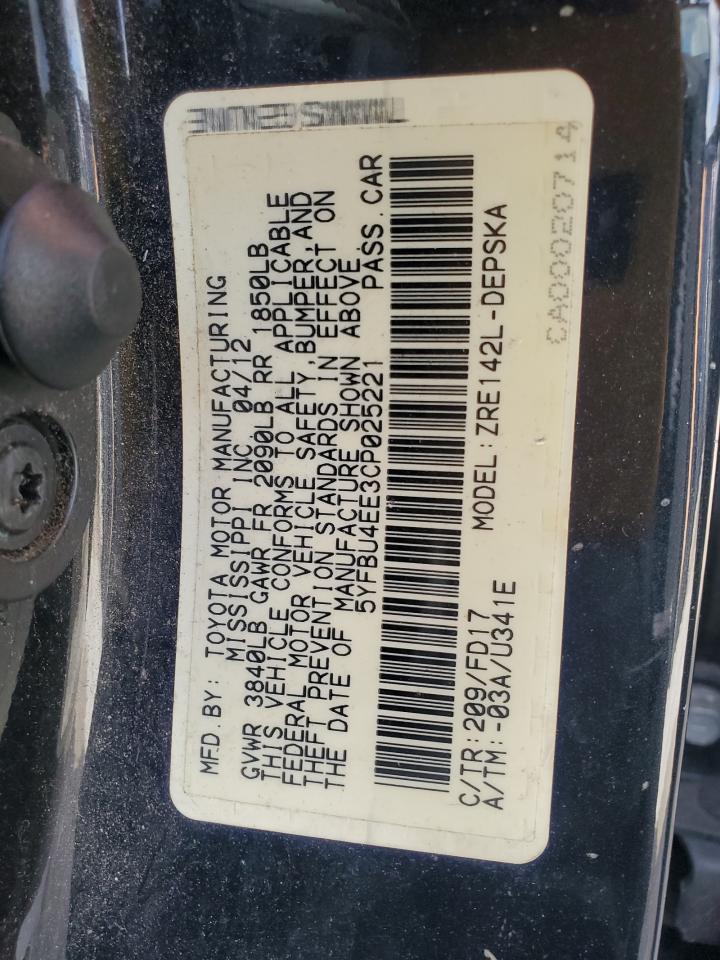 MFD.BY: TOYOTA MOTOR MANUFACTURING
MISSISSIPPI INC. 04/12
GVWR 3840LB GAWR FR 2090LB RR 1850LB
THIS VEHICLE CONFORMS TO ALL APPLICABLE
FEDERAL MOTOR VEHICLE SAFETY,BUMPER,AND
THEFT PREVENTION STANDARDS IN EFFECT ON
THE DATE OF MANUFACTURE SHOWN ABOVE.
5YFBU4EE3CP025221 PASS.CAR
C/TR:209/FD17 MODEL:ZRE142L-DEPSKA
A/TM:-03A/U341E
CA00020714